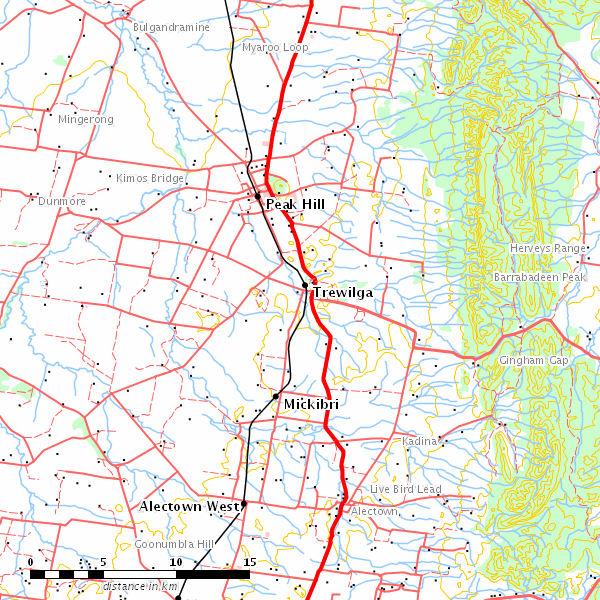 Bulgandramine
Myaroo Loop
Mingerong
Kimos Bridge
Dunmore
Peak Hill
Herveys Range
Barrabadeen Peak
Trewilga
Gingham Gap
Mickibri
Kadina
Live Bird Lead
Alectown West
Alectown
Goonumbla Hill
0 5 10 15
distance in km